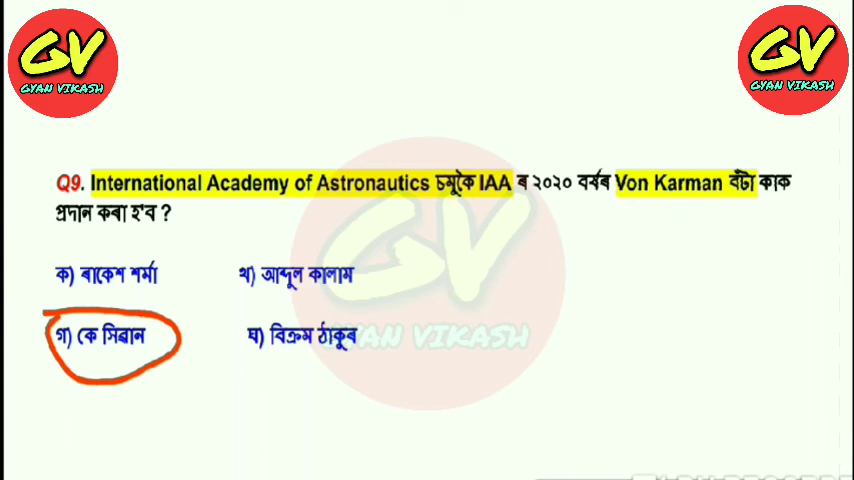 GV
GYAN VIKASH
GV
GYAN VIKASH
Q9. International Academy of Astronautics চমুকৈ IAA ৰ ২০২০ বৰ্ষৰ Von Karman বঁটা কাক
প্ৰদান কৰা হ'ব ?
ক) ৰাকেশ শৰ্মা
খ) আব্দুল কালাম
গ) কে সিৱান
ঘ) বিক্ৰম ঠাকুৰ
GV
GYAN VIKASH